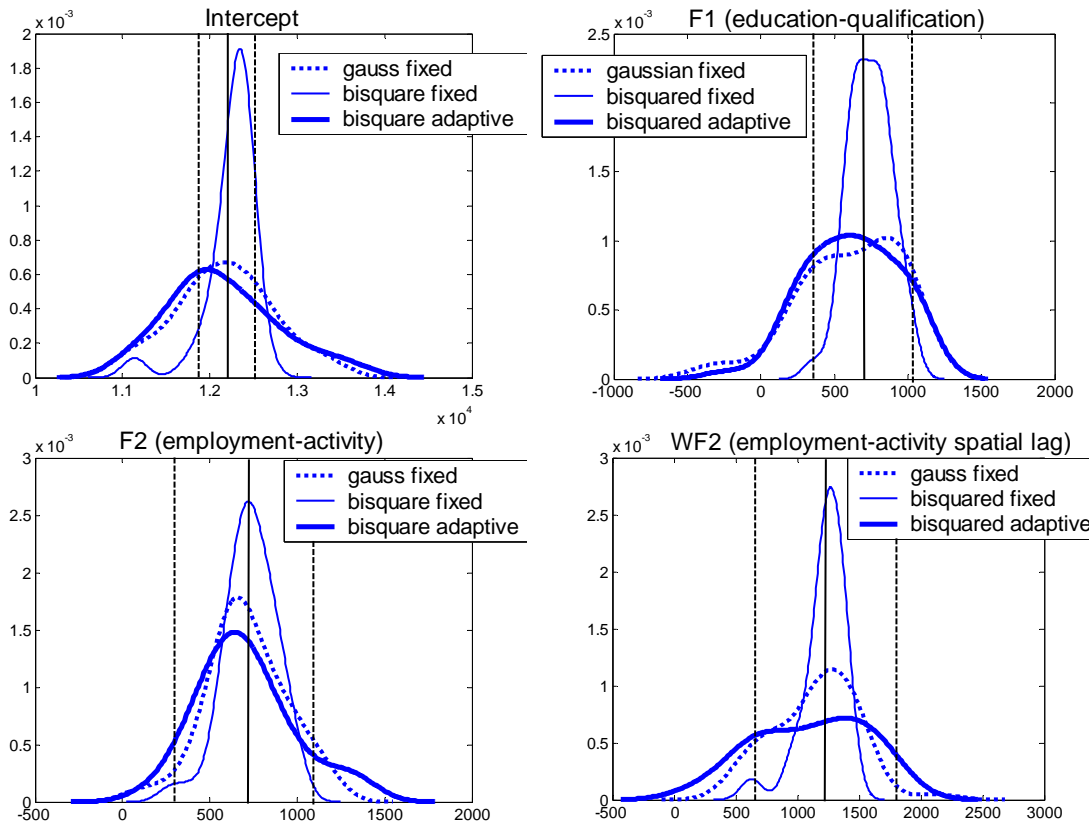 Intercept
x 10^-3
2
1.8
1.6
1.4
1.2
1
0.8
0.6
0.4
0.2
0
gauss fixed
bisquare fixed
bisquare adaptive
1 1.1 1.2 1.3 1.4 1.5
x 10^4
F1 (education-qualification)
x 10^-3
2.5
2
1.5
1
0.5
0
gaussian fixed
bisquared fixed
bisquared adaptive
-1000 -500 0 500 1000 1500 2000
F2 (employment-activity)
x 10^-3
3
2.5
2
1.5
1
0.5
0
gauss fixed
bisquare fixed
bisquare adaptive
-500 0 500 1000 1500 2000
WF2 (employment-activity spatial lag)
x 10^-3
3
2.5
2
1.5
1
0.5
0
gauss fixed
bisquared fixed
bisquared adaptive
-500 0 500 1000 1500 2000 2500 3000